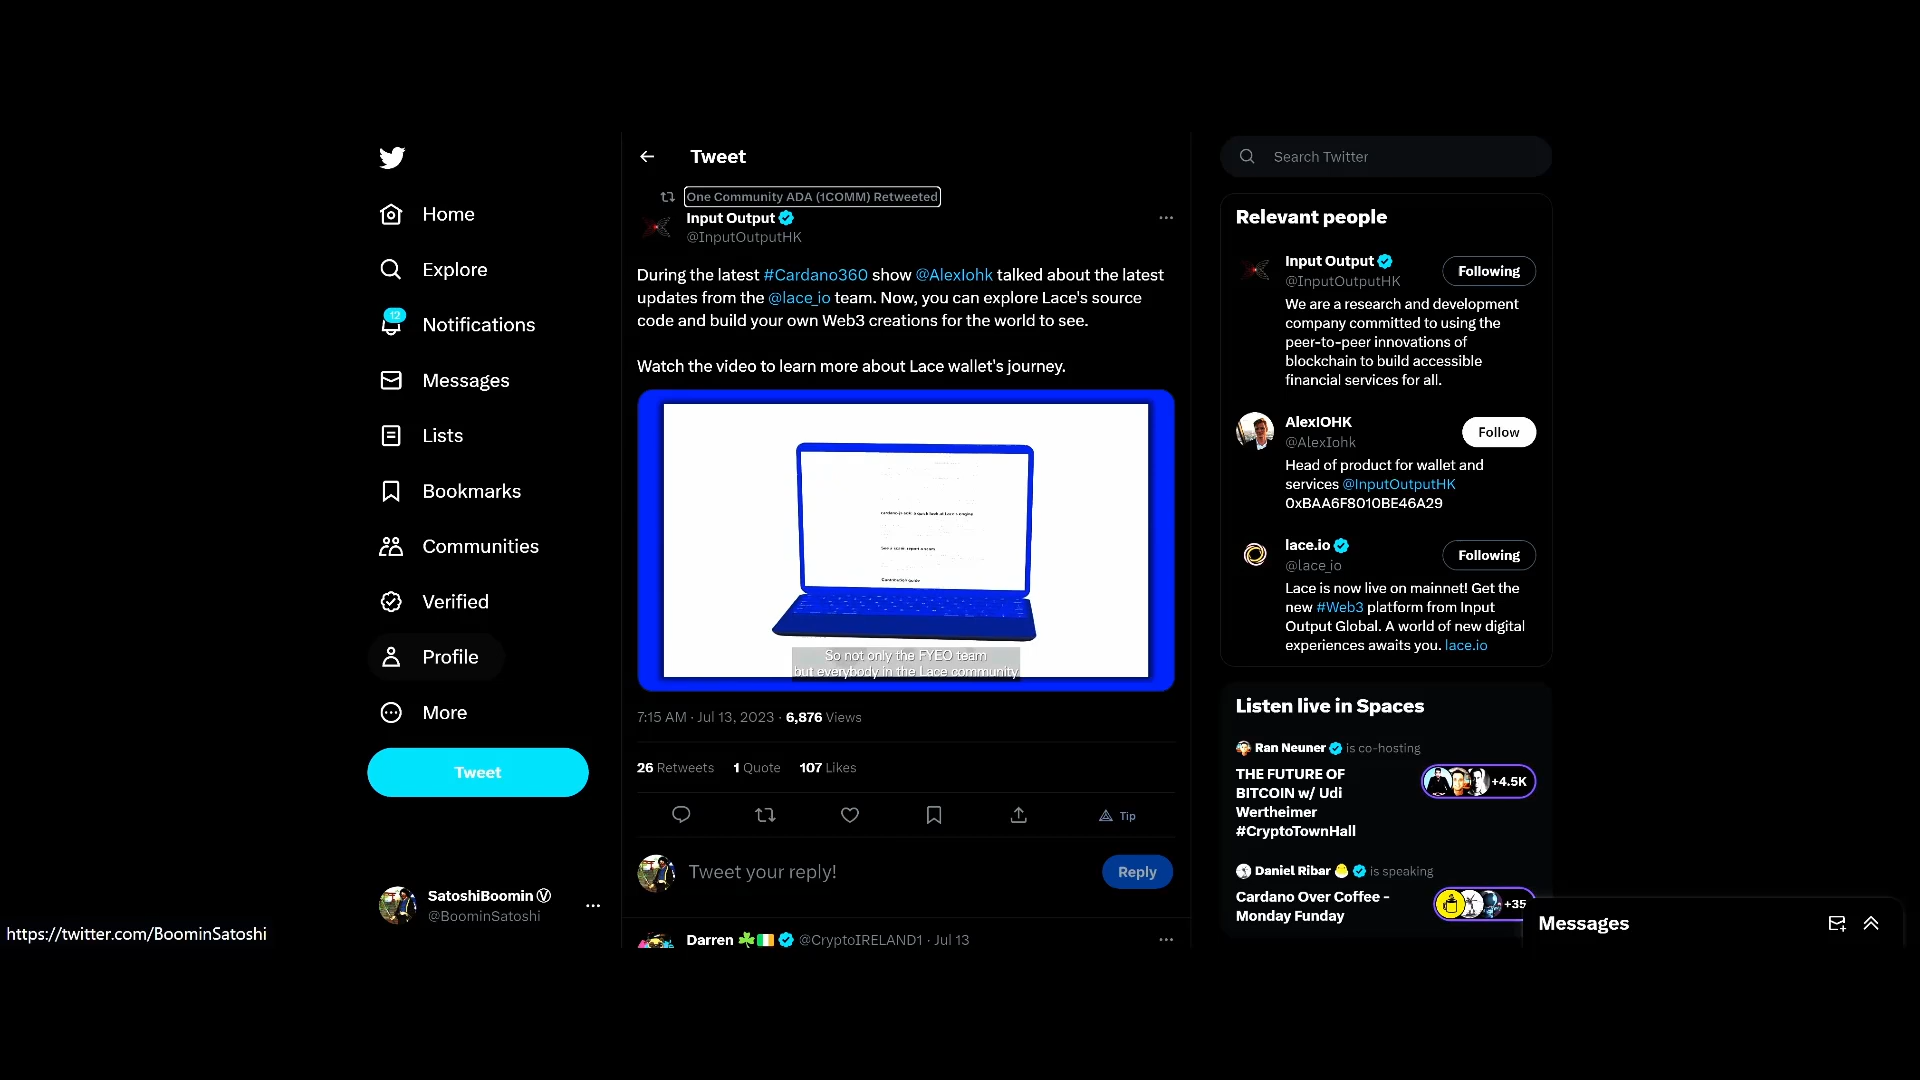 Home
Explore
12
Notifications
Messages
Lists
Bookmarks
Communities
Verified
Profile
More
Tweet
SatoshiBoomin Ⓥ
@BoominSatoshi
https://twitter.com/BoominSatoshi
Tweet
One Community ADA (1COMM) Retweeted
Input Output
@InputOutputHK
During the latest #Cardano360 show @AlexIohk talked about the latest
updates from the @lace_io team. Now, you can explore Lace's source
code and build your own Web3 creations for the world to see.
Watch the video to learn more about Lace wallet's journey.
See a scam, report a scam
Contribution guide
So not only the FYEO team
but everybody in the Lace community
7:15 AM · Jul 13, 2023 · 6,876 Views
26 Retweets 1 Quote 107 Likes
Tip
Tweet your reply!
Reply
Darren @CryptoIRELAND1 · Jul 13
Search Twitter
Relevant people
Input Output
@InputOutputHK
Following
We are a research and development
company committed to using the
peer-to-peer innovations of
blockchain to build accessible
financial services for all.
AlexIOHK
@AlexIohk
Follow
Head of product for wallet and
services @InputOutputHK
0xBAA6F8010BE46A29
lace.io
@lace_io
Following
Lace is now live on mainnet! Get the
new #Web3 platform from Input
Output Global. A world of new digital
experiences awaits you. lace.io
Listen live in Spaces
Ran Neuner is co-hosting
THE FUTURE OF
BITCOIN w/ Udi
Wertheimer
#CryptoTownHall
+4.5K
Daniel Ribar is speaking
Cardano Over Coffee -
Monday Funday
+35
Messages